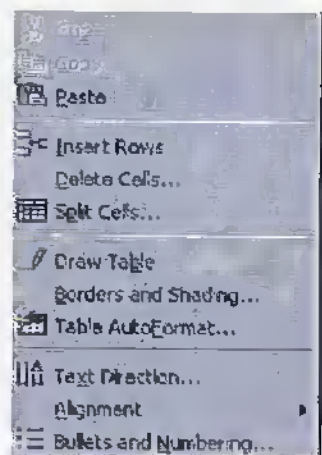 Copy
Paste
Insert Rows
Delete Cells...
Split Cells...
Draw Table
Borders and Shading...
Table AutoFormat...
Text Direction...
Alignment
Bullets and Numbering...